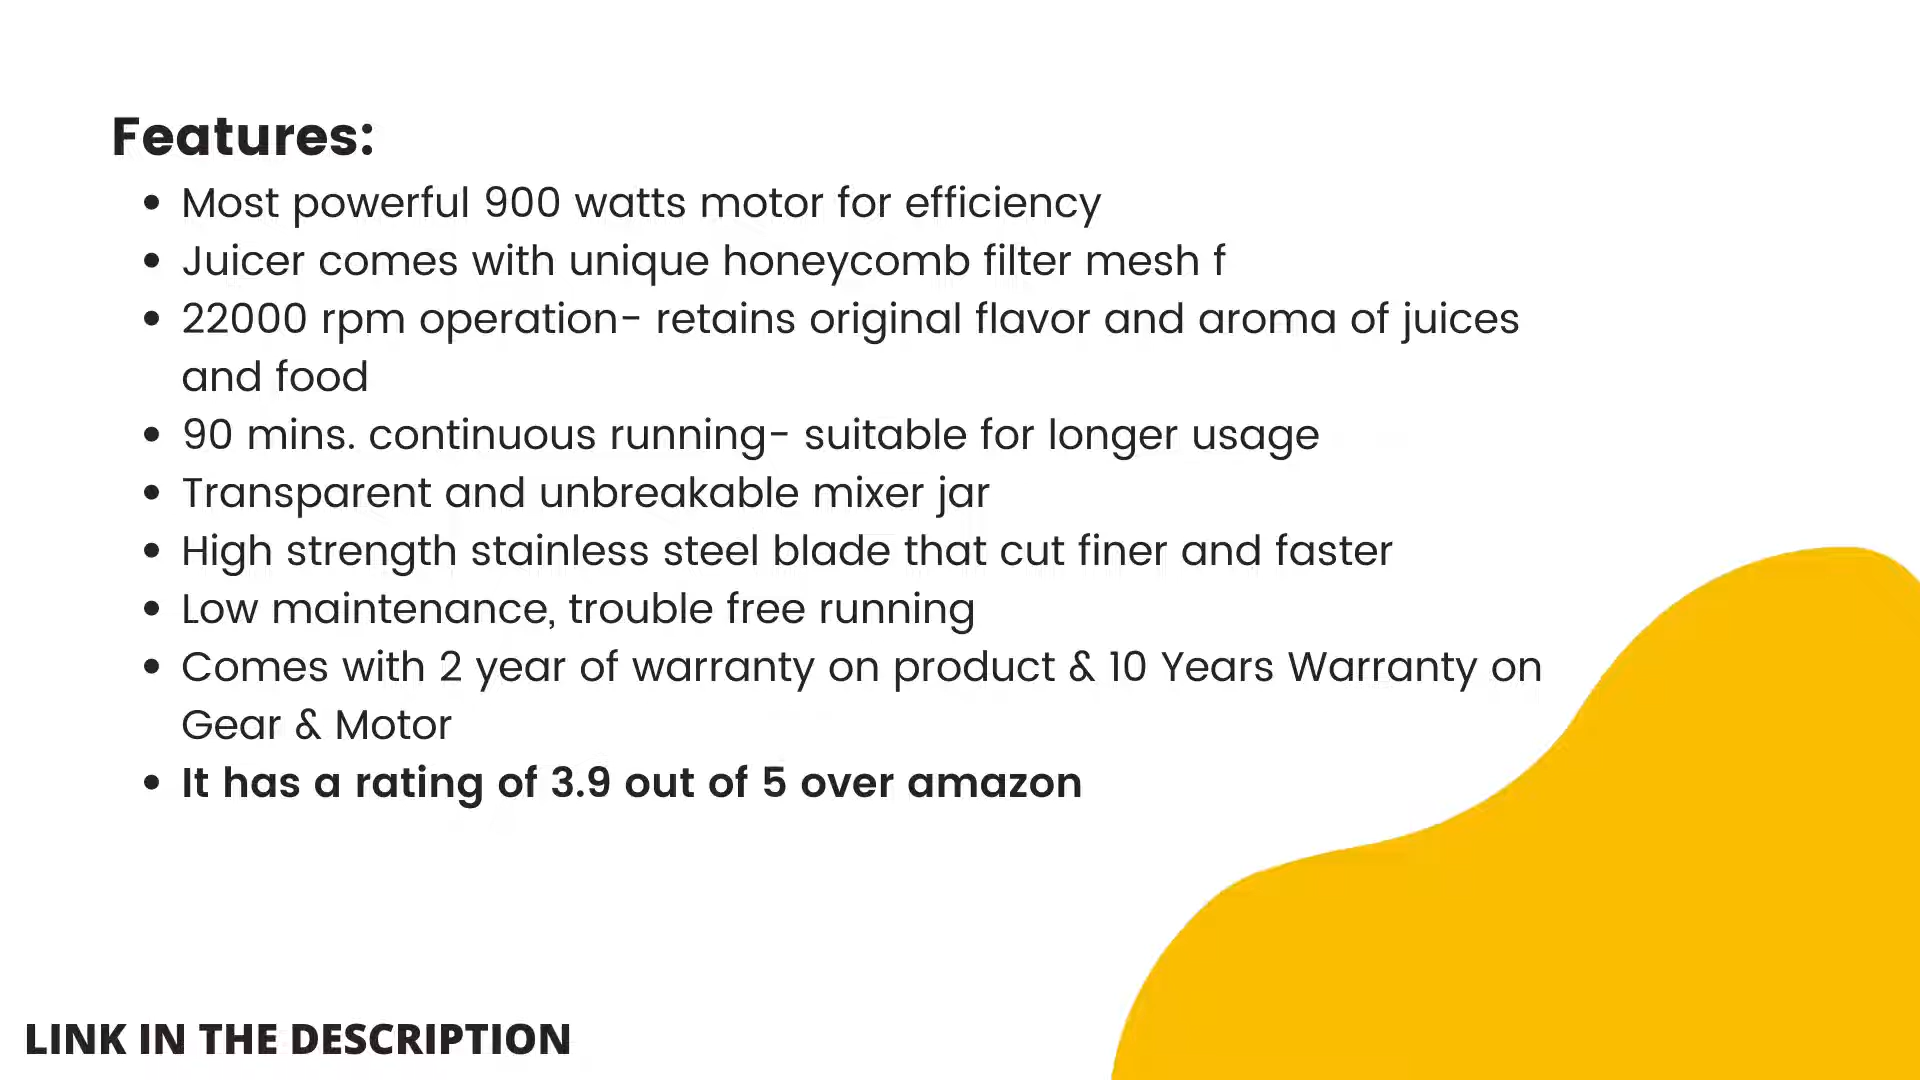 Features:
• Most powerful 900 watts motor for efficiency
• Juicer comes with unique honeycomb filter mesh f
• 22000 rpm operation- retains original flavor and aroma of juices
and food
• 90 mins. continuous running- suitable for longer usage
• Transparent and unbreakable mixer jar
• High strength stainless steel blade that cut finer and faster
• Low maintenance, trouble free running
• Comes with 2 year of warranty on product & 10 Years Warranty on
Gear & Motor
• It has a rating of 3.9 out of 5 over amazon
LINK IN THE DESCRIPTION